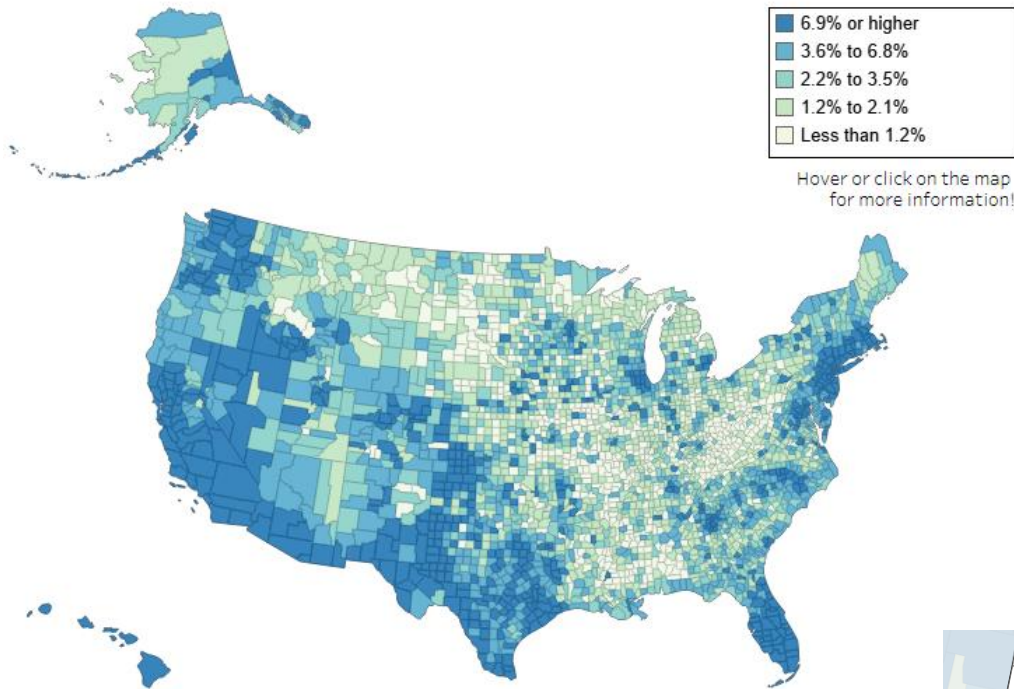 6.9% or higher
3.6% to 6.8%
2.2% to 3.5%
1.2% to 2.1%
Less than 1.2%
Hover or click on the map
for more information!